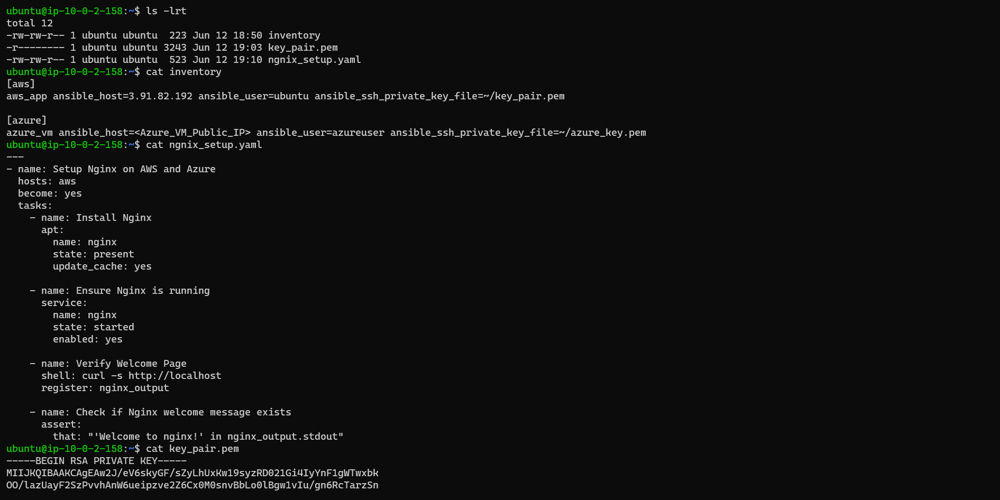 ubuntu@ip-10-0-2-158:~$ ls -lrt
total 12
-rw-rw-r-- 1 ubuntu ubuntu  223 Jun 12 18:50 inventory
-r-------- 1 ubuntu ubuntu 3243 Jun 12 19:03 key_pair.pem
-rw-rw-r-- 1 ubuntu ubuntu  523 Jun 12 19:10 ngnix_setup.yaml
ubuntu@ip-10-0-2-158:~$ cat inventory
[aws]
aws_app ansible_host=3.91.82.192 ansible_user=ubuntu ansible_ssh_private_key_file=~/key_pair.pem

[azure]
azure_vm ansible_host=<Azure_VM_Public_IP> ansible_user=azureuser ansible_ssh_private_key_file=~/azure_key.pem
ubuntu@ip-10-0-2-158:~$ cat ngnix_setup.yaml
---
- name: Setup Nginx on AWS and Azure
  hosts: aws
  become: yes
  tasks:
    - name: Install Nginx
      apt:
        name: nginx
        state: present
        update_cache: yes

    - name: Ensure Nginx is running
      service:
        name: nginx
        state: started
        enabled: yes

    - name: Verify Welcome Page
      shell: curl -s http://localhost
      register: nginx_output

    - name: Check if Nginx welcome message exists
      assert:
        that: "'Welcome to nginx!' in nginx_output.stdout"
ubuntu@ip-10-0-2-158:~$ cat key_pair.pem
-----BEGIN RSA PRIVATE KEY-----
MIIJKQIBAAKCAgEAw2J/eV6skyGF/sZyLhUxKw19syzRD021Gi4IyYnF1gWTwxbk
OO/lazUayF2SzPvvhAnW6ueipzve2Z6Cx0M0snvBbLo0lBgw1vIu/gn6RcTarzSn